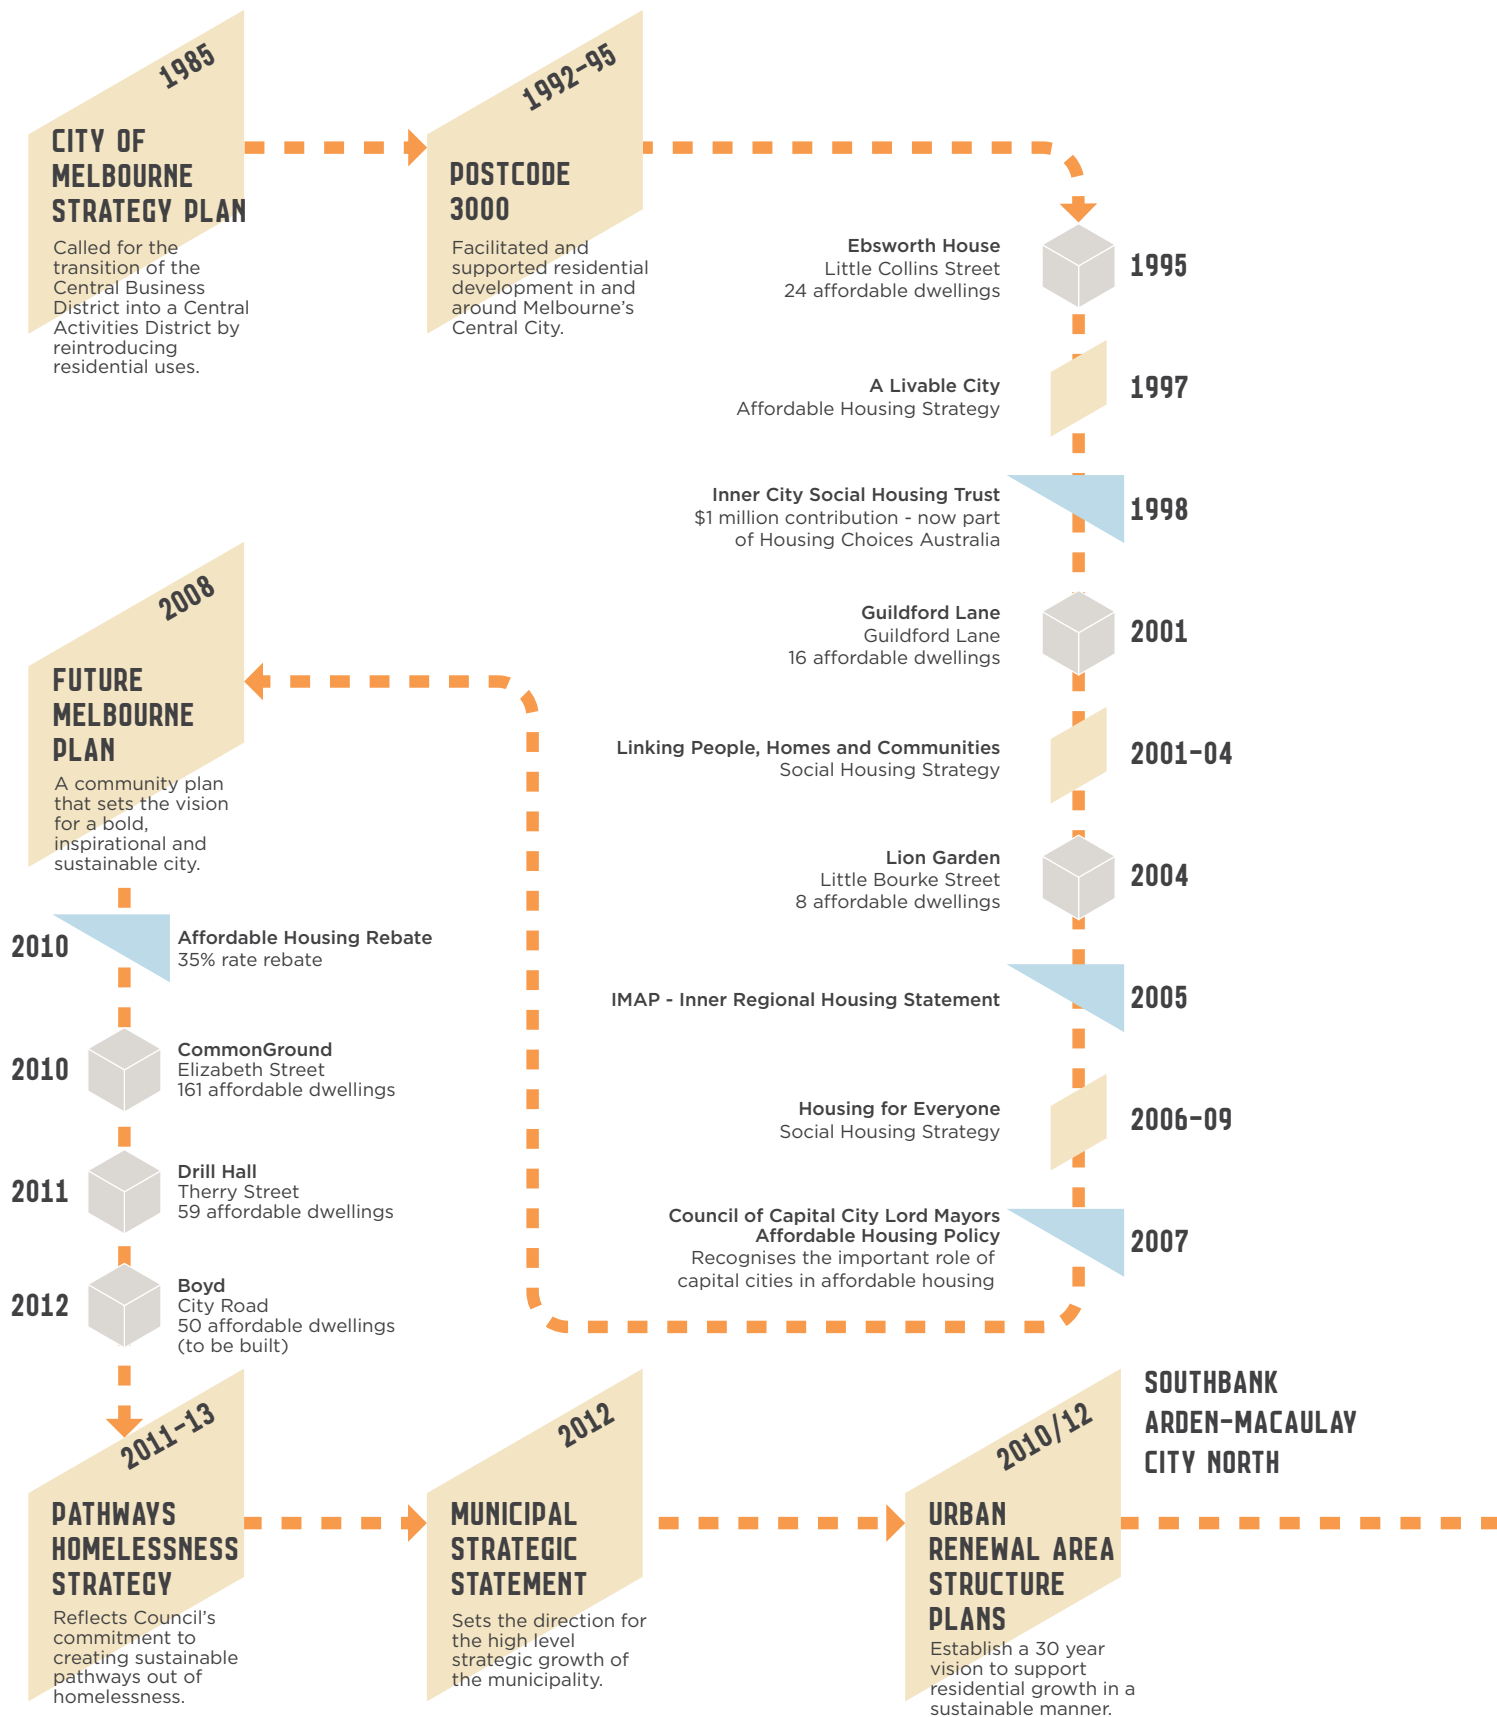 1985
CITY OF
MELBOURNE
STRATEGY PLAN
Called for the
transition of the
Central Business
District into a Central
Activities District by
reintroducing
residential uses.
1992-95
POSTCODE
3000
Facilitated and
supported residential
development in and
around Melbourne’s
Central City.
Ebsworth House
Little Collins Street
24 affordable dwellings
1995
A Livable City
Affordable Housing Strategy
1997
Inner City Social Housing Trust
$1 million contribution - now part
of Housing Choices Australia
1998
Guildford Lane
Guildford Lane
16 affordable dwellings
2001
Linking People, Homes and Communities
Social Housing Strategy
2001-04
Lion Garden
Little Bourke Street
8 affordable dwellings
2004
IMAP - Inner Regional Housing Statement
2005
Housing for Everyone
Social Housing Strategy
2006-09
Council of Capital City Lord Mayors
Affordable Housing Policy
Recognises the important role of
capital cities in affordable housing
2007
2008
FUTURE
MELBOURNE
PLAN
A community plan
that sets the vision
for a bold,
inspirational and
sustainable city.
2010
Affordable Housing Rebate
35% rate rebate
2010
CommonGround
Elizabeth Street
161 affordable dwellings
2011
Drill Hall
Therry Street
59 affordable dwellings
2012
Boyd
City Road
50 affordable dwellings
(to be built)
2011-13
PATHWAYS
HOMELESSNESS
STRATEGY
Reflects Council’s
commitment to
creating sustainable
pathways out of
homelessness.
2012
MUNICIPAL
STRATEGIC
STATEMENT
Sets the direction for
the high level
strategic growth of
the municipality.
2010/12
URBAN
RENEWAL AREA
STRUCTURE
PLANS
Establish a 30 year
vision to support
residential growth in a
sustainable manner.
SOUTHBANK
ARDEN-MACAULAY
CITY NORTH